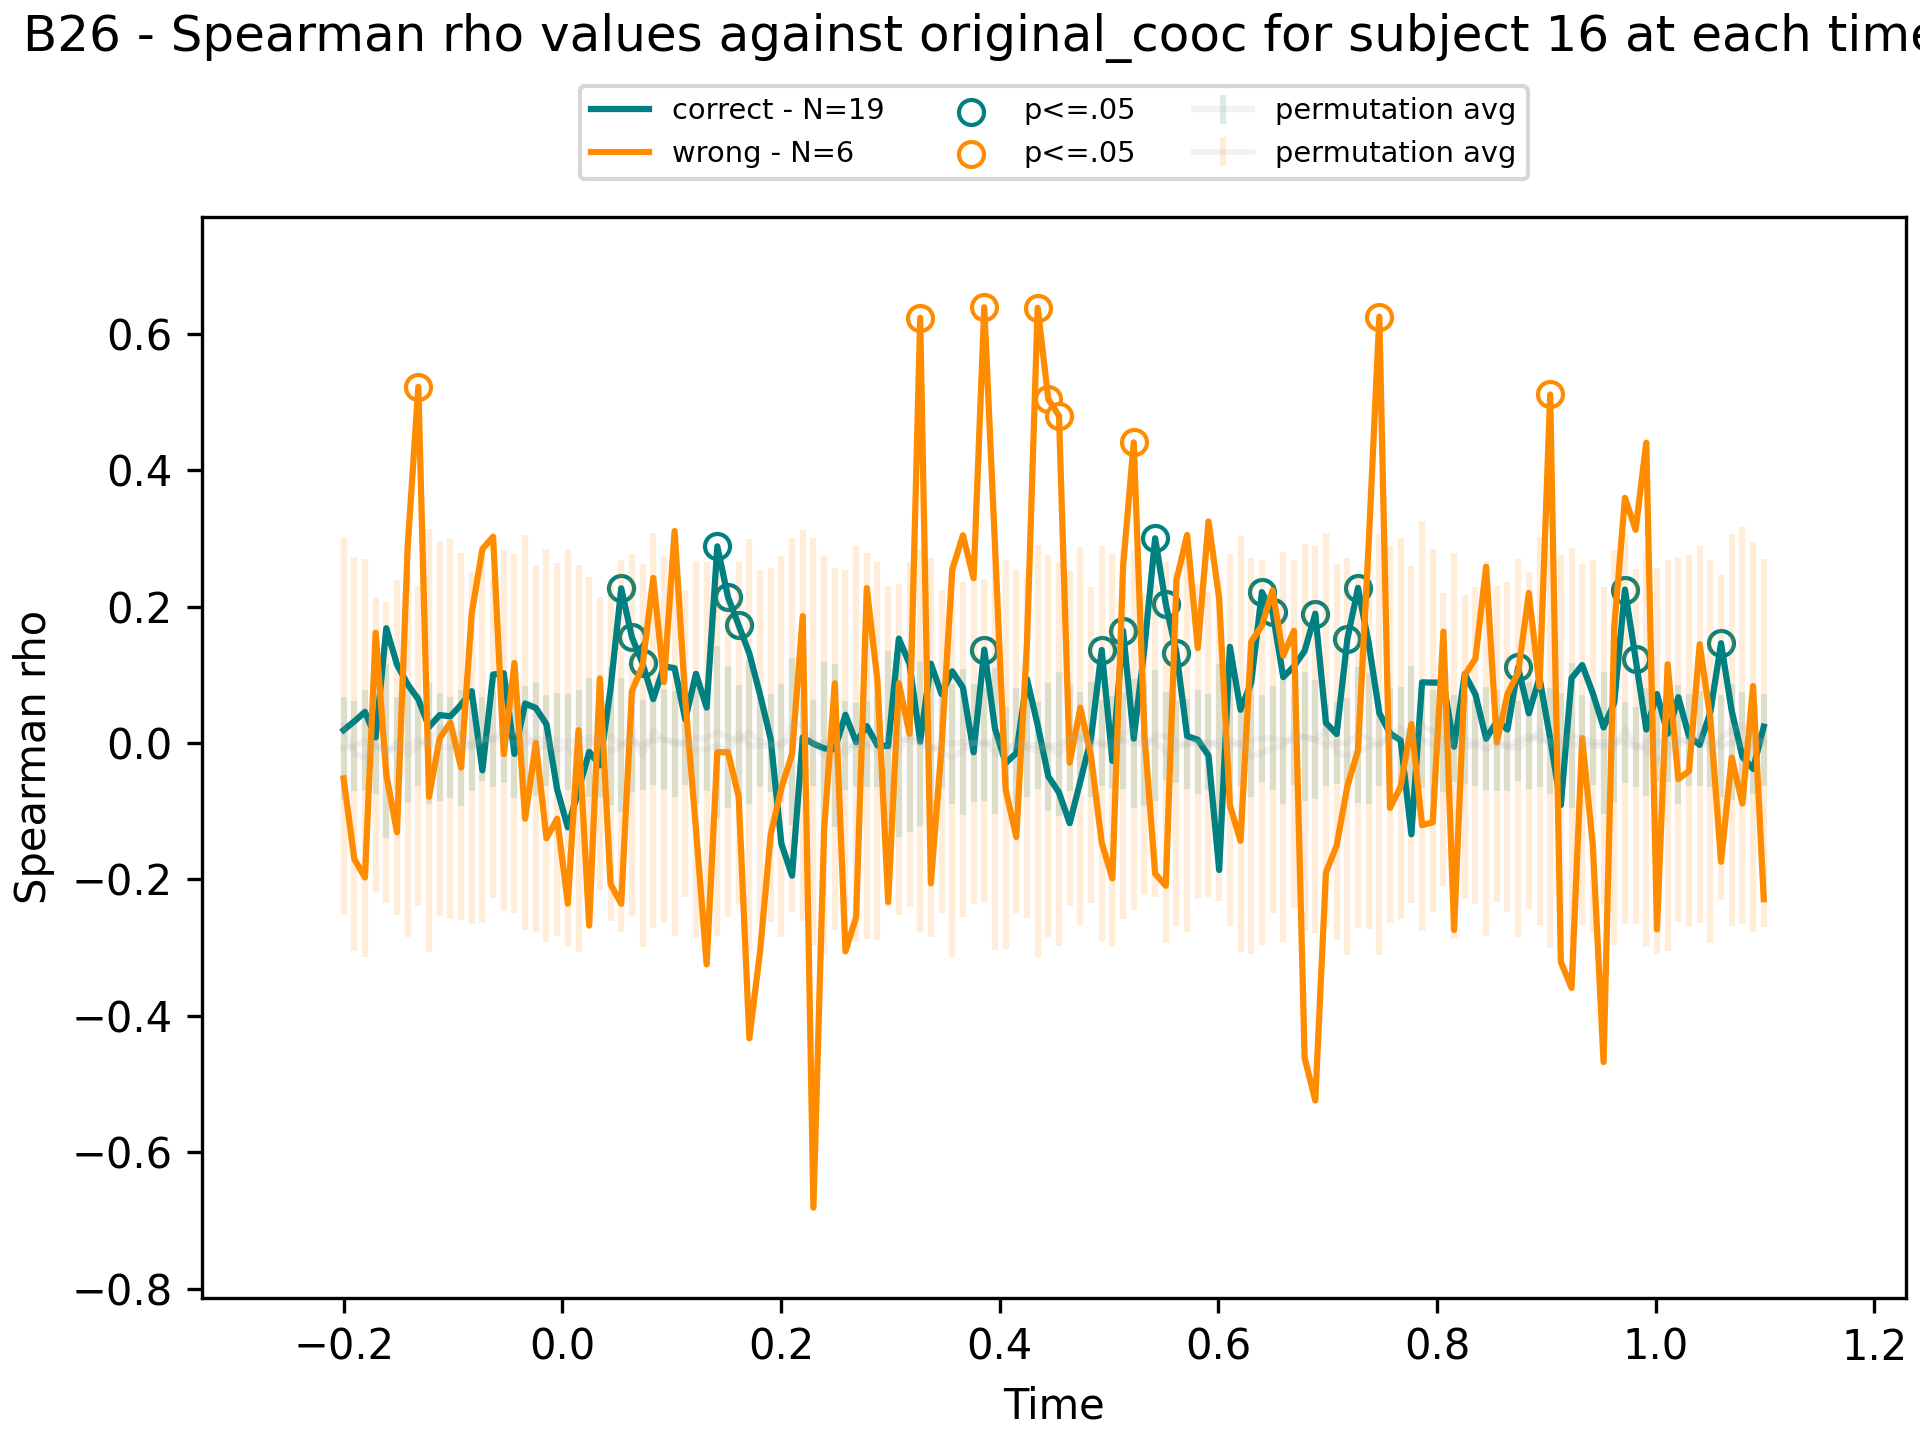 B26 - Spearman rho values against original_cooc for subject 16 at each time
correct - N=19
wrong - N=6
p<=.05
p<=.05
permutation avg
permutation avg
Spearman rho
0.6
0.4
0.2
0.0
−0.2
−0.4
−0.6
−0.8
−0.2 0.0 0.2 0.4 0.6 0.8 1.0 1.2
Time